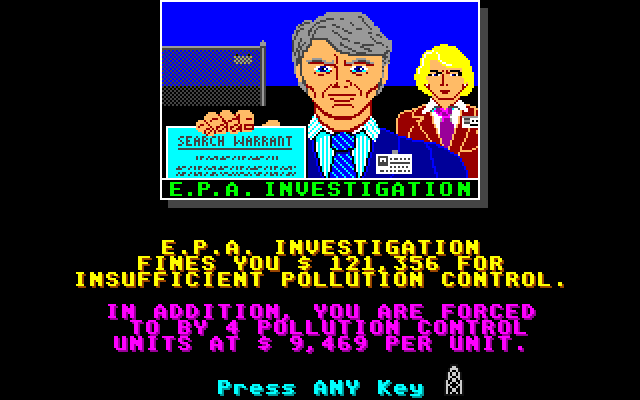 SEARCH WARRANT
E.P.A. INVESTIGATION
E.P.A. INVESTIGATION
FINES YOU $ 121,356 FOR
INSUFFICIENT POLLUTION CONTROL.
IN ADDITION, YOU ARE FORCED
TO BY 4 POLLUTION CONTROL
UNITS AT $ 9,469 PER UNIT.
Press ANY Key